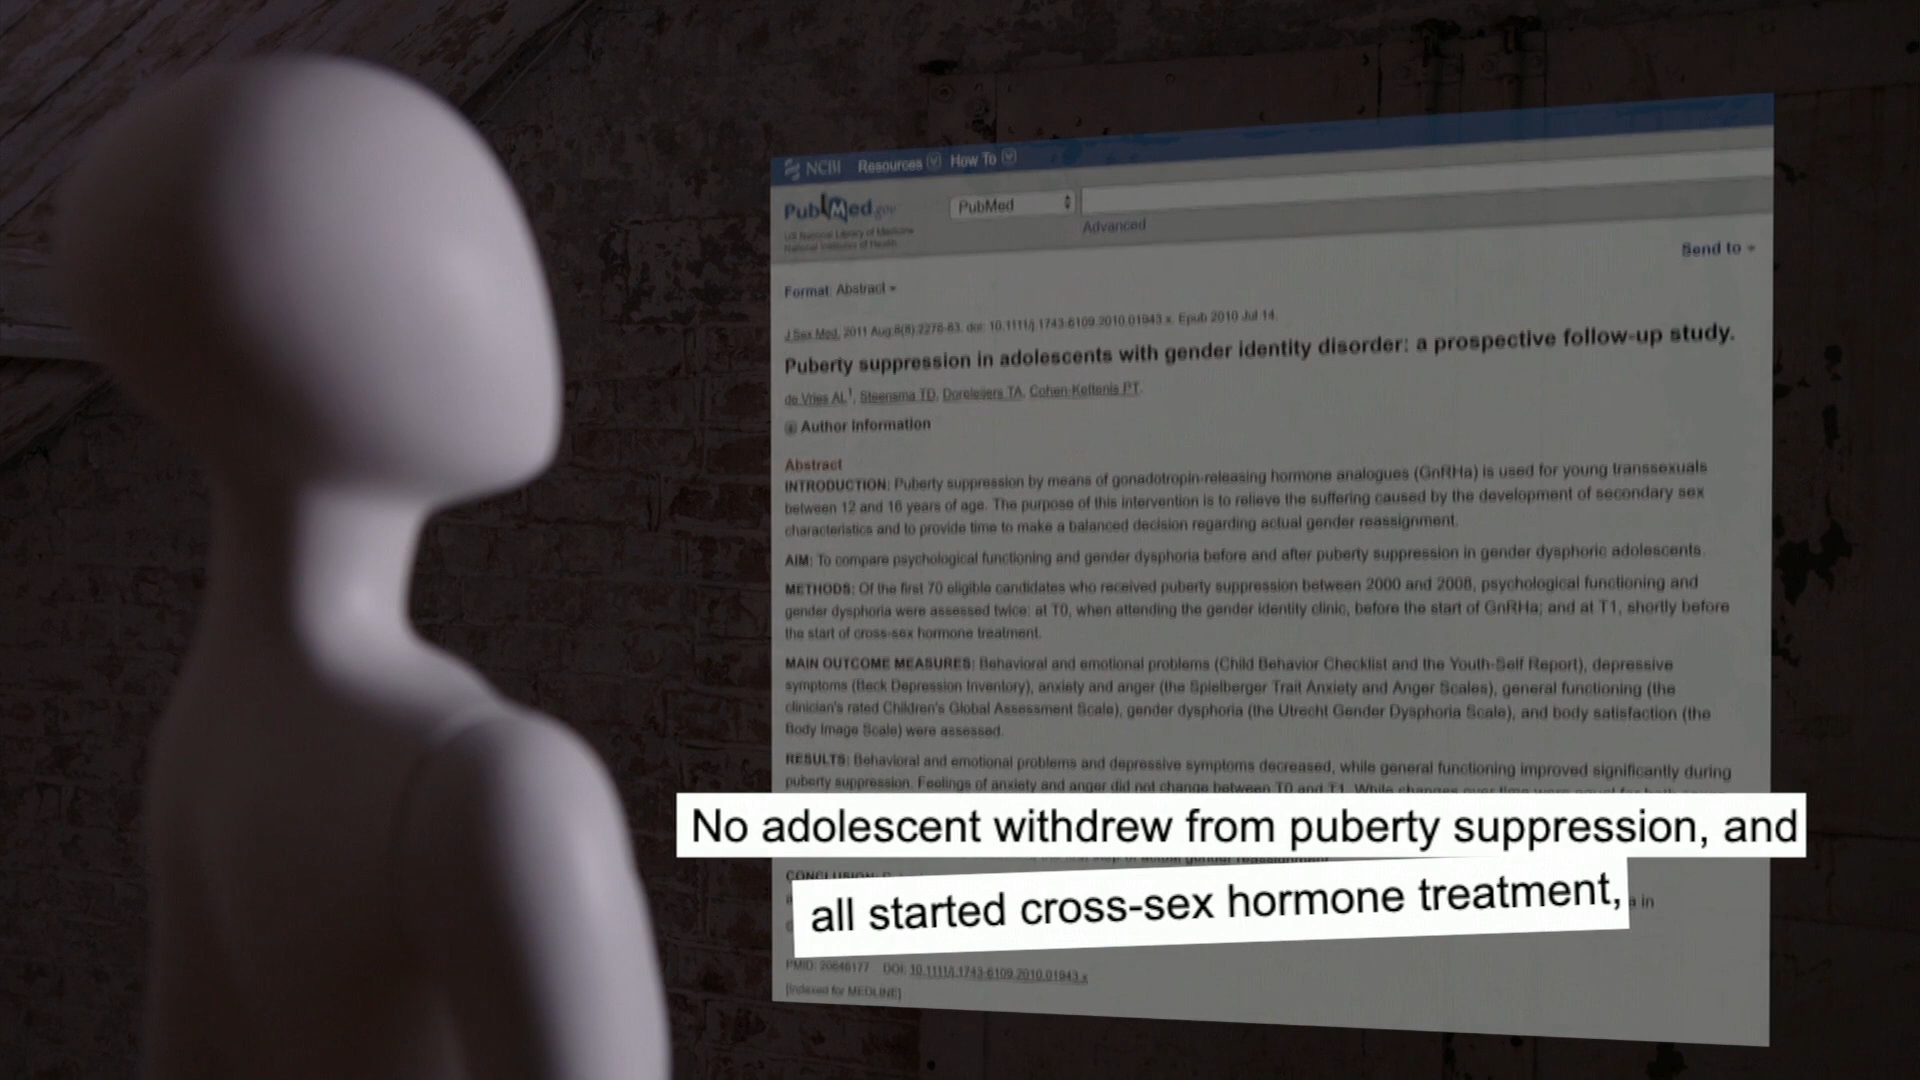 NCBI Resources How To
PubMed.gov PubMed
US National Library of Medicine
National Institutes of Health
Advanced
Send to
Format: Abstract
J Sex Med. 2011 Aug;8(8):2276-83. doi: 10.1111/j.1743-6109.2010.01943.x. Epub 2010 Jul 14.
Puberty suppression in adolescents with gender identity disorder: a prospective follow-up study.
de Vries AL1, Steensma TD, Doreleijers TA, Cohen-Kettenis PT.
Author information
Abstract
INTRODUCTION: Puberty suppression by means of gonadotropin-releasing hormone analogues (GnRHa) is used for young transsexuals
between 12 and 16 years of age. The purpose of this intervention is to relieve the suffering caused by the development of secondary sex
characteristics and to provide time to make a balanced decision regarding actual gender reassignment.
AIM: To compare psychological functioning and gender dysphoria before and after puberty suppression in gender dysphoric adolescents.
METHODS: Of the first 70 eligible candidates who received puberty suppression between 2000 and 2008, psychological functioning and
gender dysphoria were assessed twice: at T0, when attending the gender identity clinic, before the start of GnRHa; and at T1, shortly before
the start of cross-sex hormone treatment.
MAIN OUTCOME MEASURES: Behavioral and emotional problems (Child Behavior Checklist and the Youth-Self Report), depressive
symptoms (Beck Depression Inventory), anxiety and anger (the Spielberger Trait Anxiety and Anger Scales), general functioning (the
clinician's rated Children's Global Assessment Scale), gender dysphoria (the Utrecht Gender Dysphoria Scale), and body satisfaction (the
Body Image Scale) were assessed.
RESULTS: Behavioral and emotional problems and depressive symptoms decreased, while general functioning improved significantly during
puberty suppression. Feelings of anxiety and anger did not change between T0 and T1. While changes over time were equal for both
No adolescent withdrew from puberty suppression, and
CONCLUSION:
all started cross-sex hormone treatment,
in
PMID: 20646177 DOI: 10.1111/j.1743-6109.2010.01943.x
[Indexed for MEDLINE]